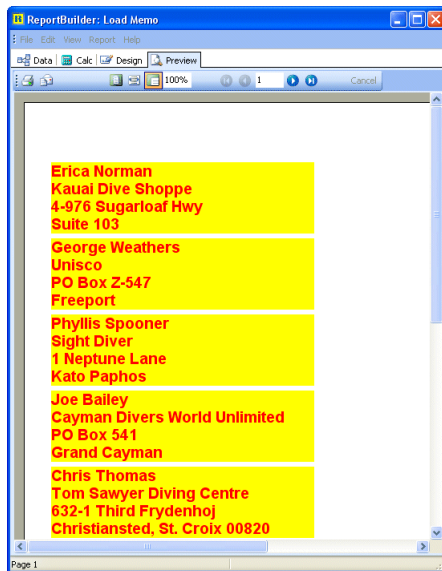 ReportBuilder: Load Memo
File Edit View Report Help
Data Calc Design Preview
100% 1 Cancel
Erica Norman
Kauai Dive Shoppe
4-976 Sugarloaf Hwy
Suite 103
George Weathers
Unisco
PO Box Z-547
Freeport
Phyllis Spooner
Sight Diver
1 Neptune Lane
Kato Paphos
Joe Bailey
Cayman Divers World Unlimited
PO Box 541
Grand Cayman
Chris Thomas
Tom Sawyer Diving Centre
632-1 Third Frydenhoj
Christiansted, St. Croix 00820
Page 1